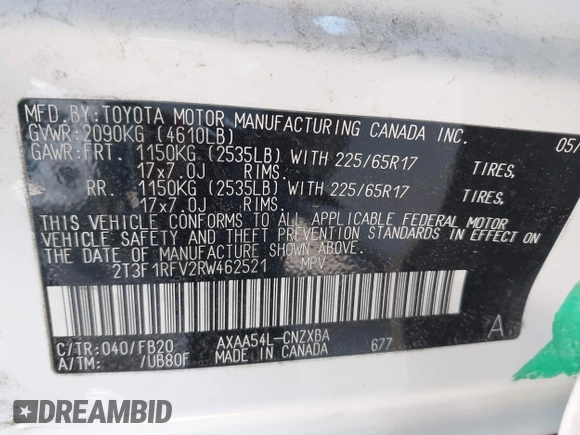 MFD.BY:TOYOTA MOTOR MANUFACTURING CANADA INC. 05/
GVWR:2090KG (4610LB)
GAWR:FRT. 1150KG (2535LB) WITH 225/65R17 TIRES,
17x7.0J RIMS.
RR. 1150KG (2535LB) WITH 225/65R17 TIRES,
17x7.0J RIMS.
THIS VEHICLE CONFORMS TO ALL APPLICABLE FEDERAL MOTOR
VEHICLE SAFETY AND THEFT PREVENTION STANDARDS IN EFFECT ON
THE DATE OF MANUFACTURE SHOWN ABOVE.
2T3F1RFV2RW462521 MPV
C/TR:040/FB20 AXAA54L-CNZXBA 677 A
A/TM: /UB80F MADE IN CANADA
DREAMBID